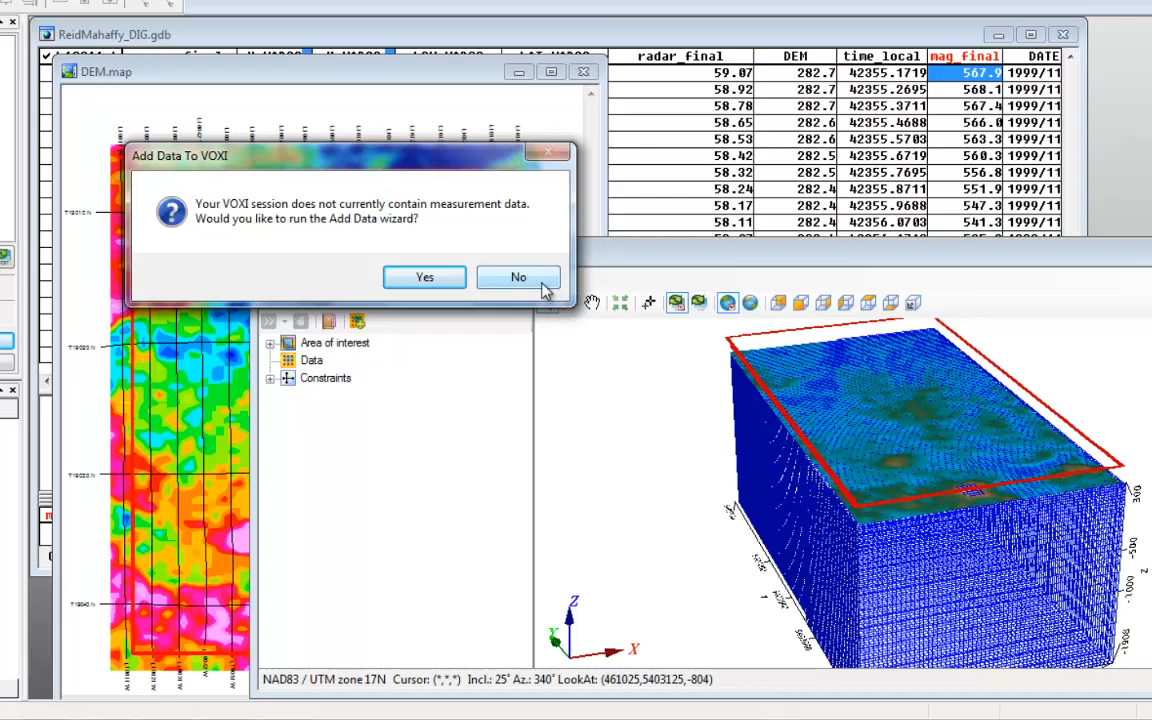 ReidMahaffy_DIG.gdb
radar_final DEM time_local mag_final DATE
59.07 282.7 42355.1719 567.9 1999/11
58.92 282.7 42355.2695 568.1 1999/11
58.78 282.7 42355.3711 567.4 1999/11
58.65 282.6 42355.4688 566.0 1999/11
58.53 282.6 42355.5703 563.3 1999/11
58.42 282.5 42355.6719 560.3 1999/11
58.32 282.5 42355.7695 556.8 1999/11
58.24 282.4 42355.8711 551.9 1999/11
58.17 282.4 42355.9688 547.3 1999/11
58.11 282.4 42356.0703 541.3 1999/11
DEM.map
Add Data To VOXI
Your VOXI session does not currently contain measurement data.
Would you like to run the Add Data wizard?
Yes No
T19010 N
T19020 N
T19030 N
T19040 N
Area of interest
Data
Constraints
Z
Y
X
Z
-500
-1000
NAD83 / UTM zone 17N Cursor: (*,*,*) Incl.: 25° Az.: 340° LookAt: (461025,5403125,-804)